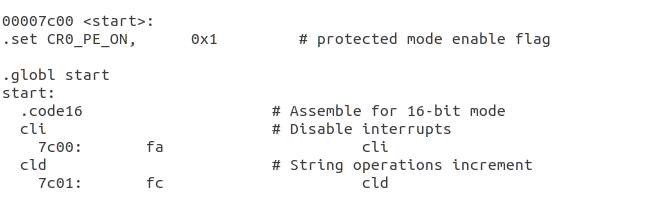 00007c00 <start>:
.set CR0_PE_ON,      0x1         # protected mode enable flag

.globl start
start:
  .code16                     # Assemble for 16-bit mode
  cli                         # Disable interrupts
    7c00:       fa                      cli
  cld                         # String operations increment
    7c01:       fc                      cld